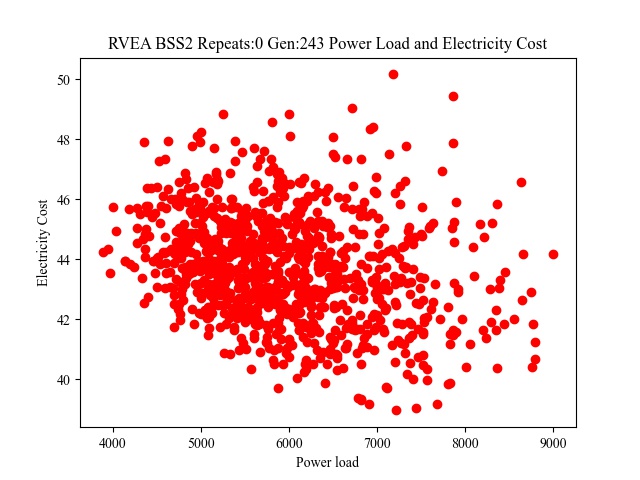 RVEA BSS2 Repeats:0 Gen:243 Power Load and Electricity Cost
50
48
46
44
42
40
Electricity Cost
4000 5000 6000 7000 8000 9000
Power load